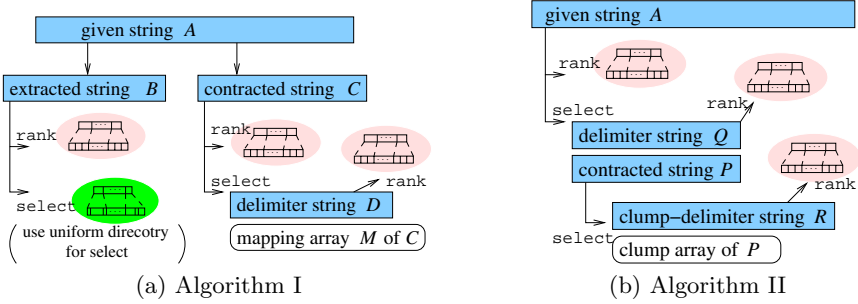 given string A
extracted string B
contracted string C
rank
select
( use uniform direcotry
for select )
rank
select
rank
delimiter string D
mapping array M of C
(a) Algorithm I
given string A
rank
select
rank
delimiter string Q
contracted string P
rank
select
clump-delimiter string R
clump array of P
(b) Algorithm II